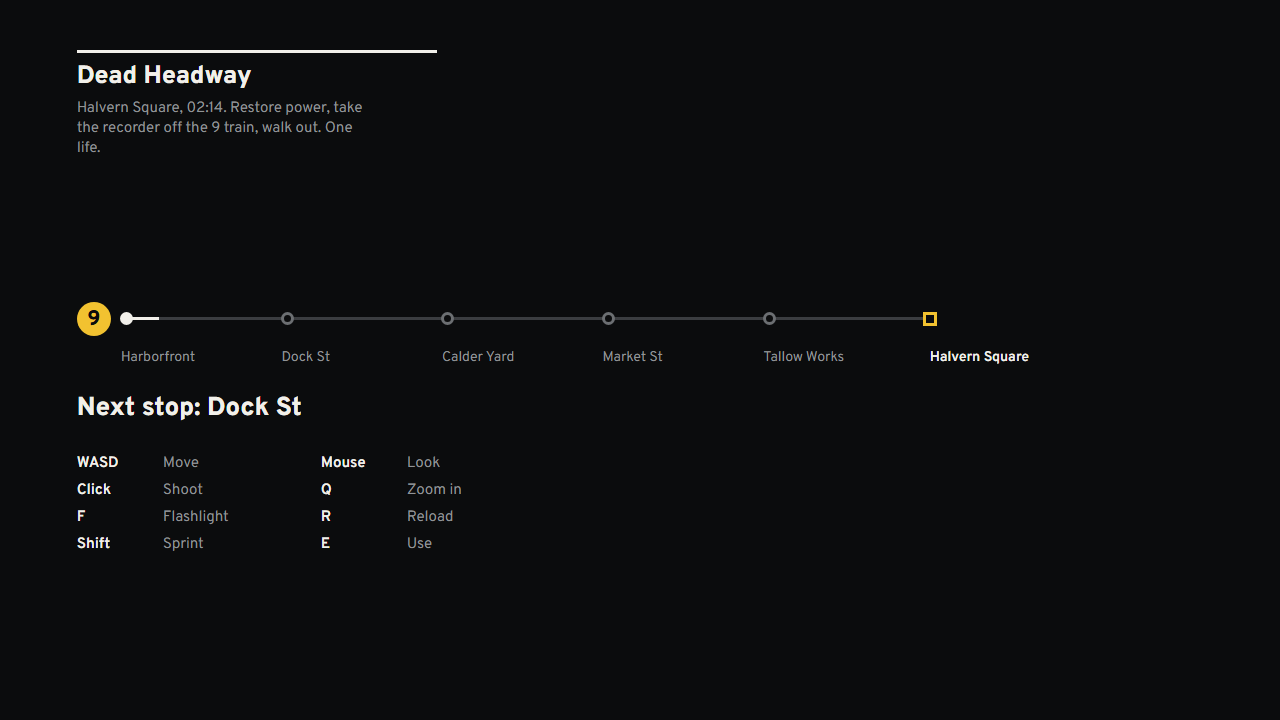 Dead Headway
Halvern Square, 02:14. Restore power, take
the recorder off the 9 train, walk out. One
life.
9
Harborfront Dock St Calder Yard Market St Tallow Works Halvern Square
Next stop: Dock St
WASD Move Mouse Look
Click Shoot Q Zoom in
F Flashlight R Reload
Shift Sprint E Use